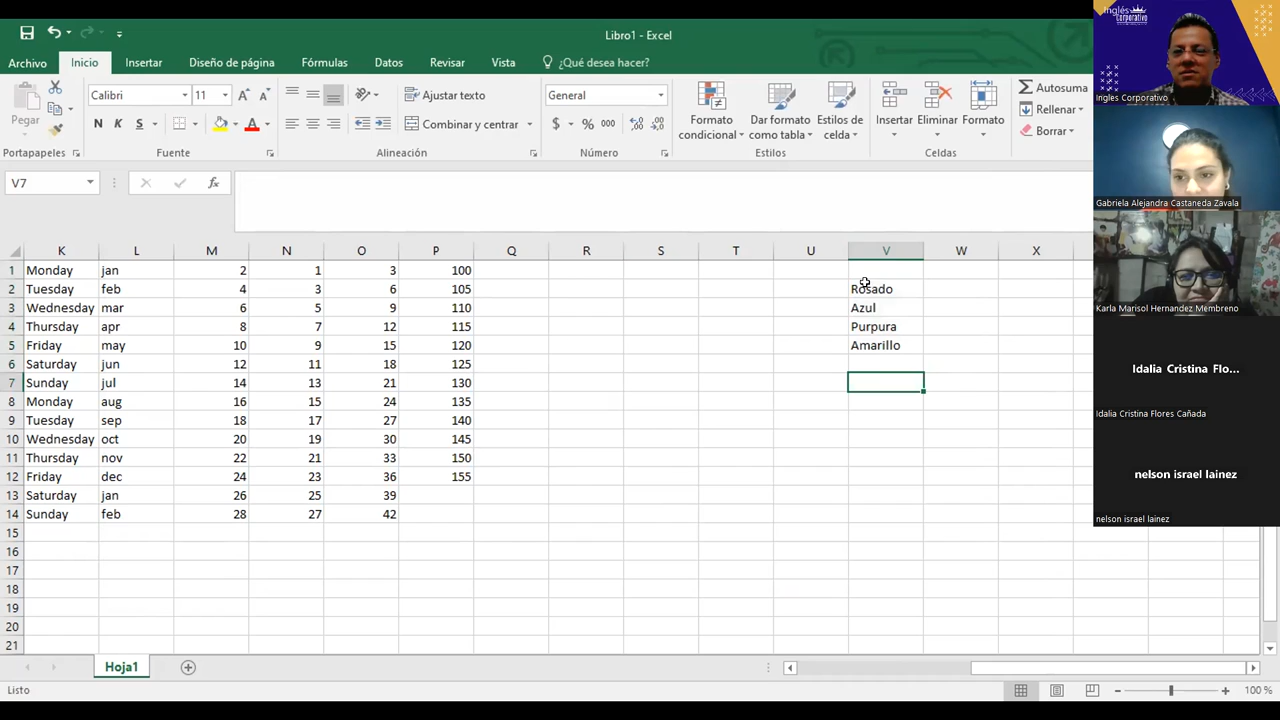 Libro1 - Excel
Archivo Inicio Insertar Diseño de página Fórmulas Datos Revisar Vista ¿Qué desea hacer?
Pegar
Calibri 11
N K S
Ajustar texto
Combinar y centrar
General
$ % 000
Formato condicional
Dar formato como tabla
Estilos de celda
Insertar
Eliminar
Formato
Autosuma
Rellenar
Borrar
Portapapeles Fuente Alineación Número Estilos Celdas
V7 fx
K L M N O P Q R S T U V W X
1 Monday jan 2 1 3 100
2 Tuesday feb 4 3 6 105 Rosado
3 Wednesday mar 6 5 9 110 Azul
4 Thursday apr 8 7 12 115 Purpura
5 Friday may 10 9 15 120 Amarillo
6 Saturday jun 12 11 18 125
7 Sunday jul 14 13 21 130
8 Monday aug 16 15 24 135
9 Tuesday sep 18 17 27 140
10 Wednesday oct 20 19 30 145
11 Thursday nov 22 21 33 150
12 Friday dec 24 23 36 155
13 Saturday jan 26 25 39
14 Sunday feb 28 27 42
15
16
17
18
19
20
21
Hoja1
Listo
100 %
Inglés
Corporativo
Ingles Corporativo
Gabriela Alejandra Castaneda Zavala
Karla Marisol Hernandez Membreno
Idalia Cristina Flo...
Idalia Cristina Flores Cañada
nelson israel lainez
nelson israel lainez